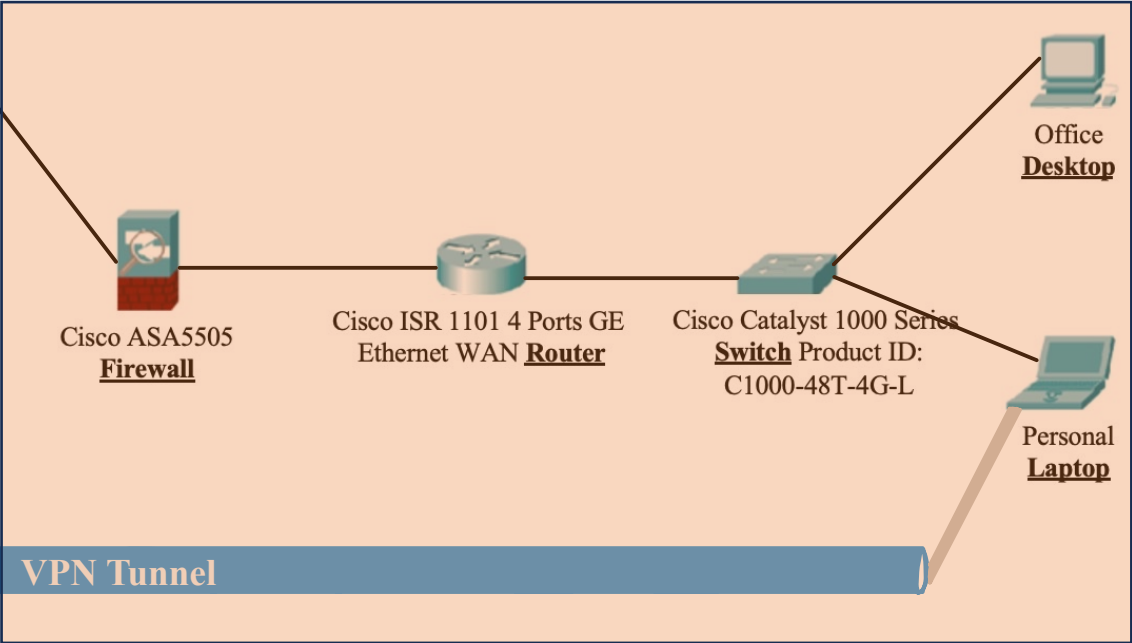 Office
Desktop
Cisco ASA5505
Firewall
Cisco ISR 1101 4 Ports GE
Ethernet WAN Router
Cisco Catalyst 1000 Series
Switch Product ID:
C1000-48T-4G-L
Personal
Laptop
VPN Tunnel